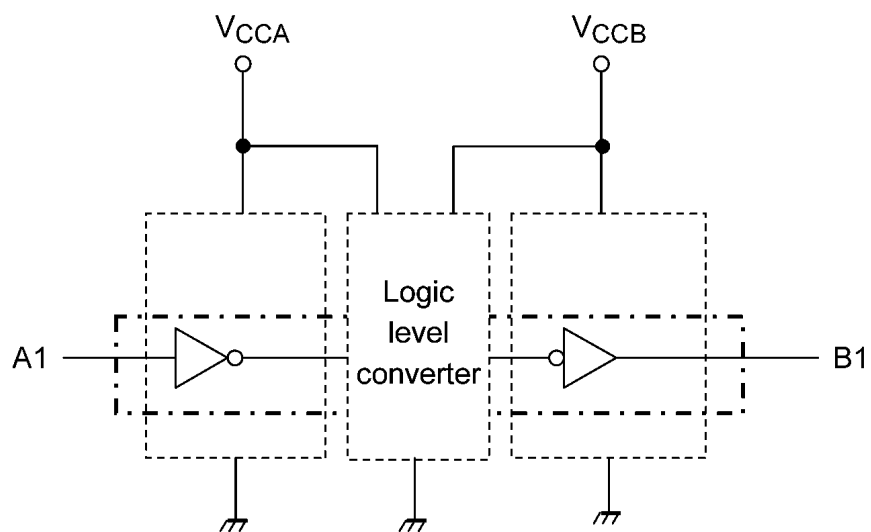 VCCA
VCCB
Logic
level
converter
A1
B1